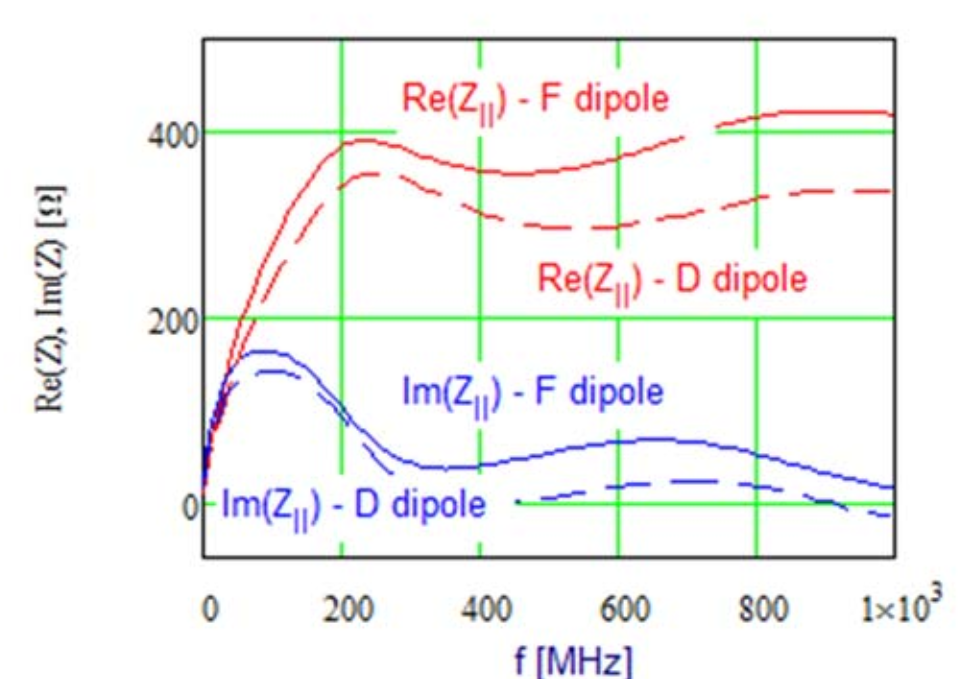 Re(Z), Im(Z) [Ω]
400
200
0
Re(Z||) - F dipole
Re(Z||) - D dipole
Im(Z||) - F dipole
Im(Z||) - D dipole
0 200 400 600 800 1×10³
f [MHz]